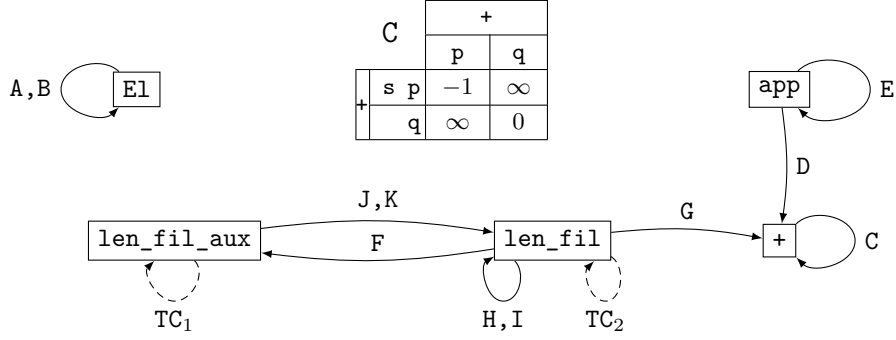 +
C
p q
A,B El + s p −1 ∞ app E
q ∞ 0
D
J,K
G
len_fil_aux F len_fil + C
TC₁ H,I TC₂